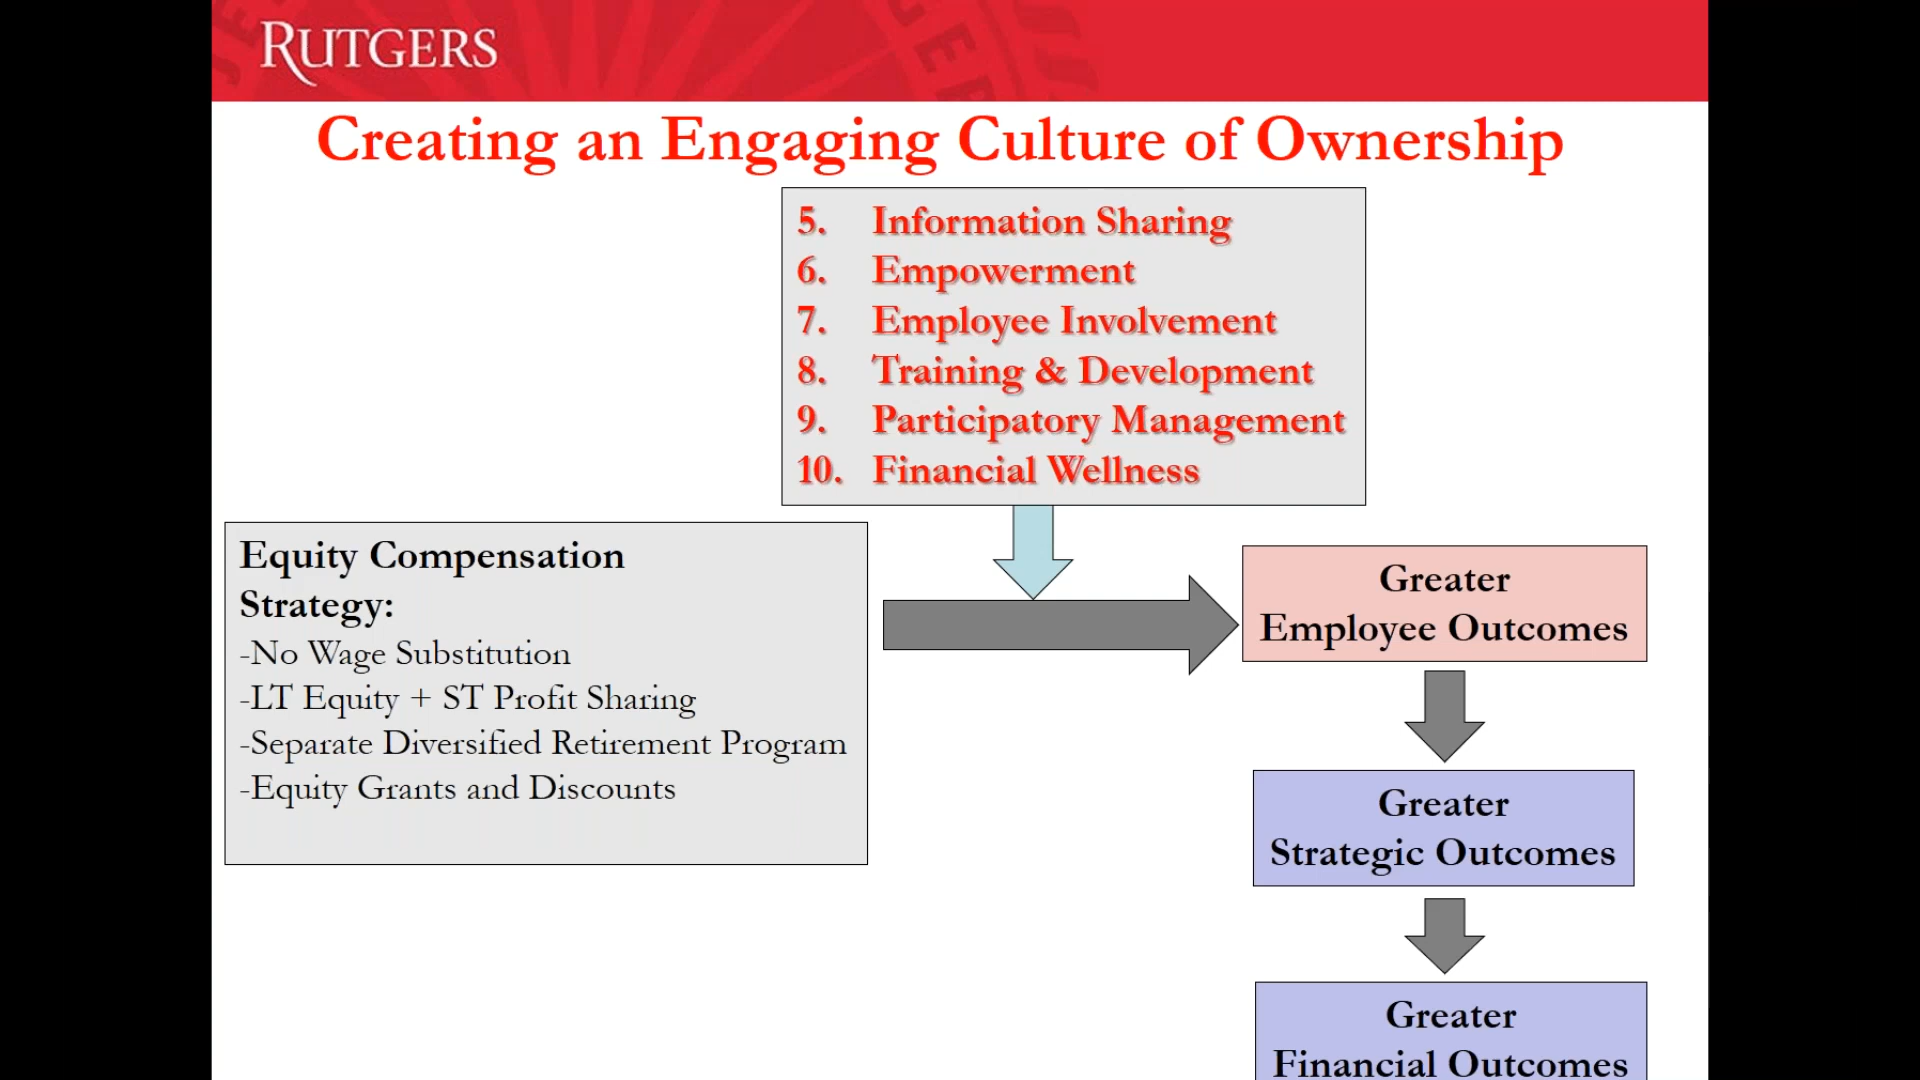 RUTGERS
Creating an Engaging Culture of Ownership
5. Information Sharing
6. Empowerment
7. Employee Involvement
8. Training & Development
9. Participatory Management
10. Financial Wellness
Equity Compensation
Strategy:
-No Wage Substitution
-LT Equity + ST Profit Sharing
-Separate Diversified Retirement Program
-Equity Grants and Discounts
Greater
Employee Outcomes
Greater
Strategic Outcomes
Greater
Financial Outcomes